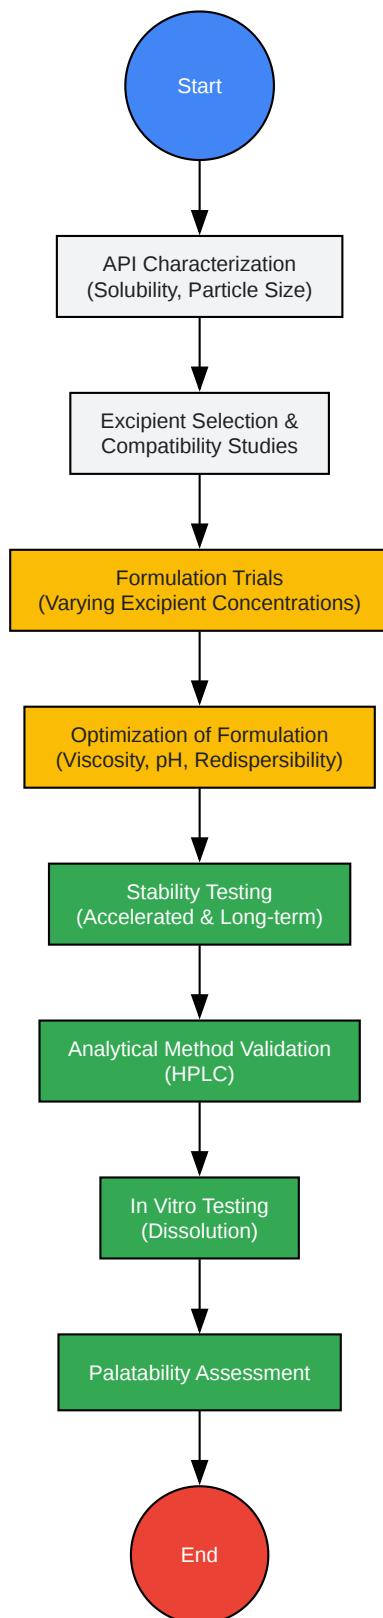 Start
API Characterization
(Solubility, Particle Size)
Excipient Selection &
Compatibility Studies
Formulation Trials
(Varying Excipient Concentrations)
Optimization of Formulation
(Viscosity, pH, Redispersibility)
Stability Testing
(Accelerated & Long-term)
Analytical Method Validation
(HPLC)
In Vitro Testing
(Dissolution)
Palatability Assessment
End